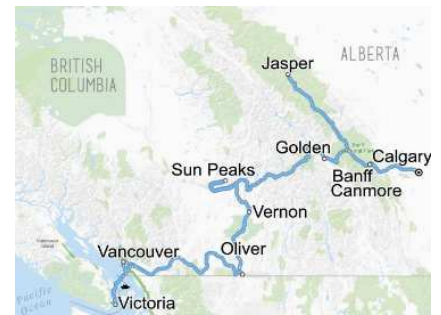 Jasper
ALBERTA
BRITISH
COLUMBIA
Golden
Calgary
Sun Peaks
Banff
Canmore
Vernon
Vancouver
Oliver
Victoria
Pacific
Ocean